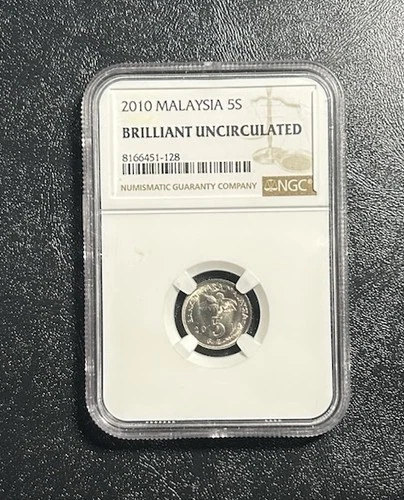 2010 MALAYSIA 5S
BRILLIANT UNCIRCULATED
8166451-128
NUMISMATIC GUARANTY COMPANY
NGC
5